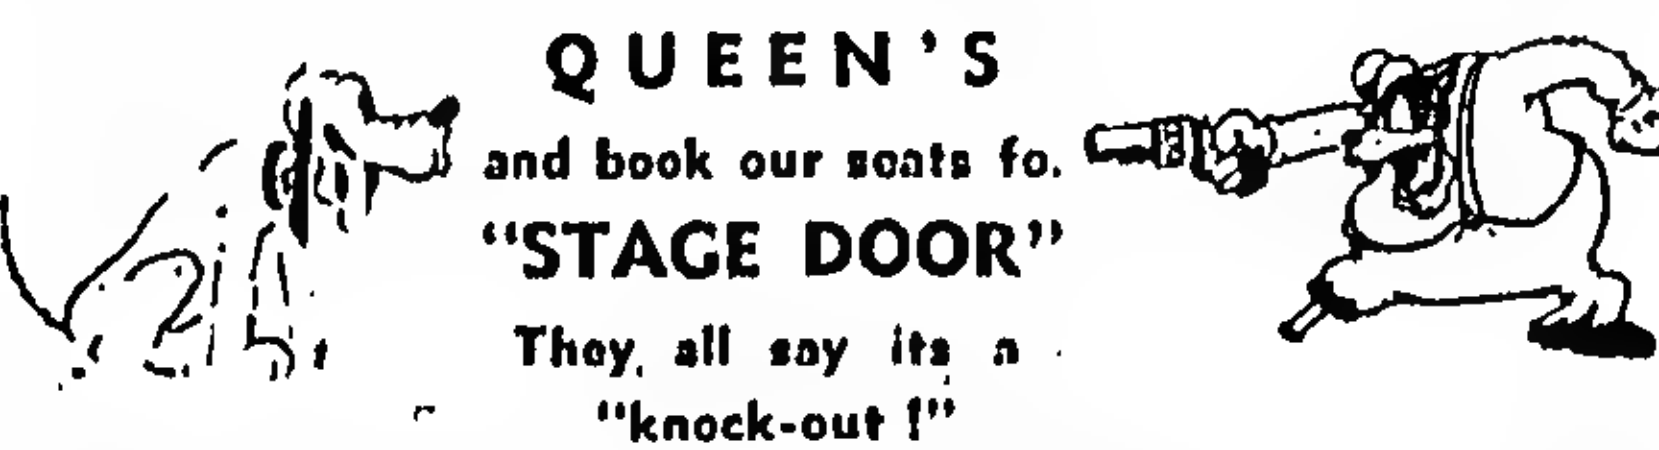 QUEEN'S
and book our seats fo.
"STAGE DOOR"
They all say its a
"knock-out !"